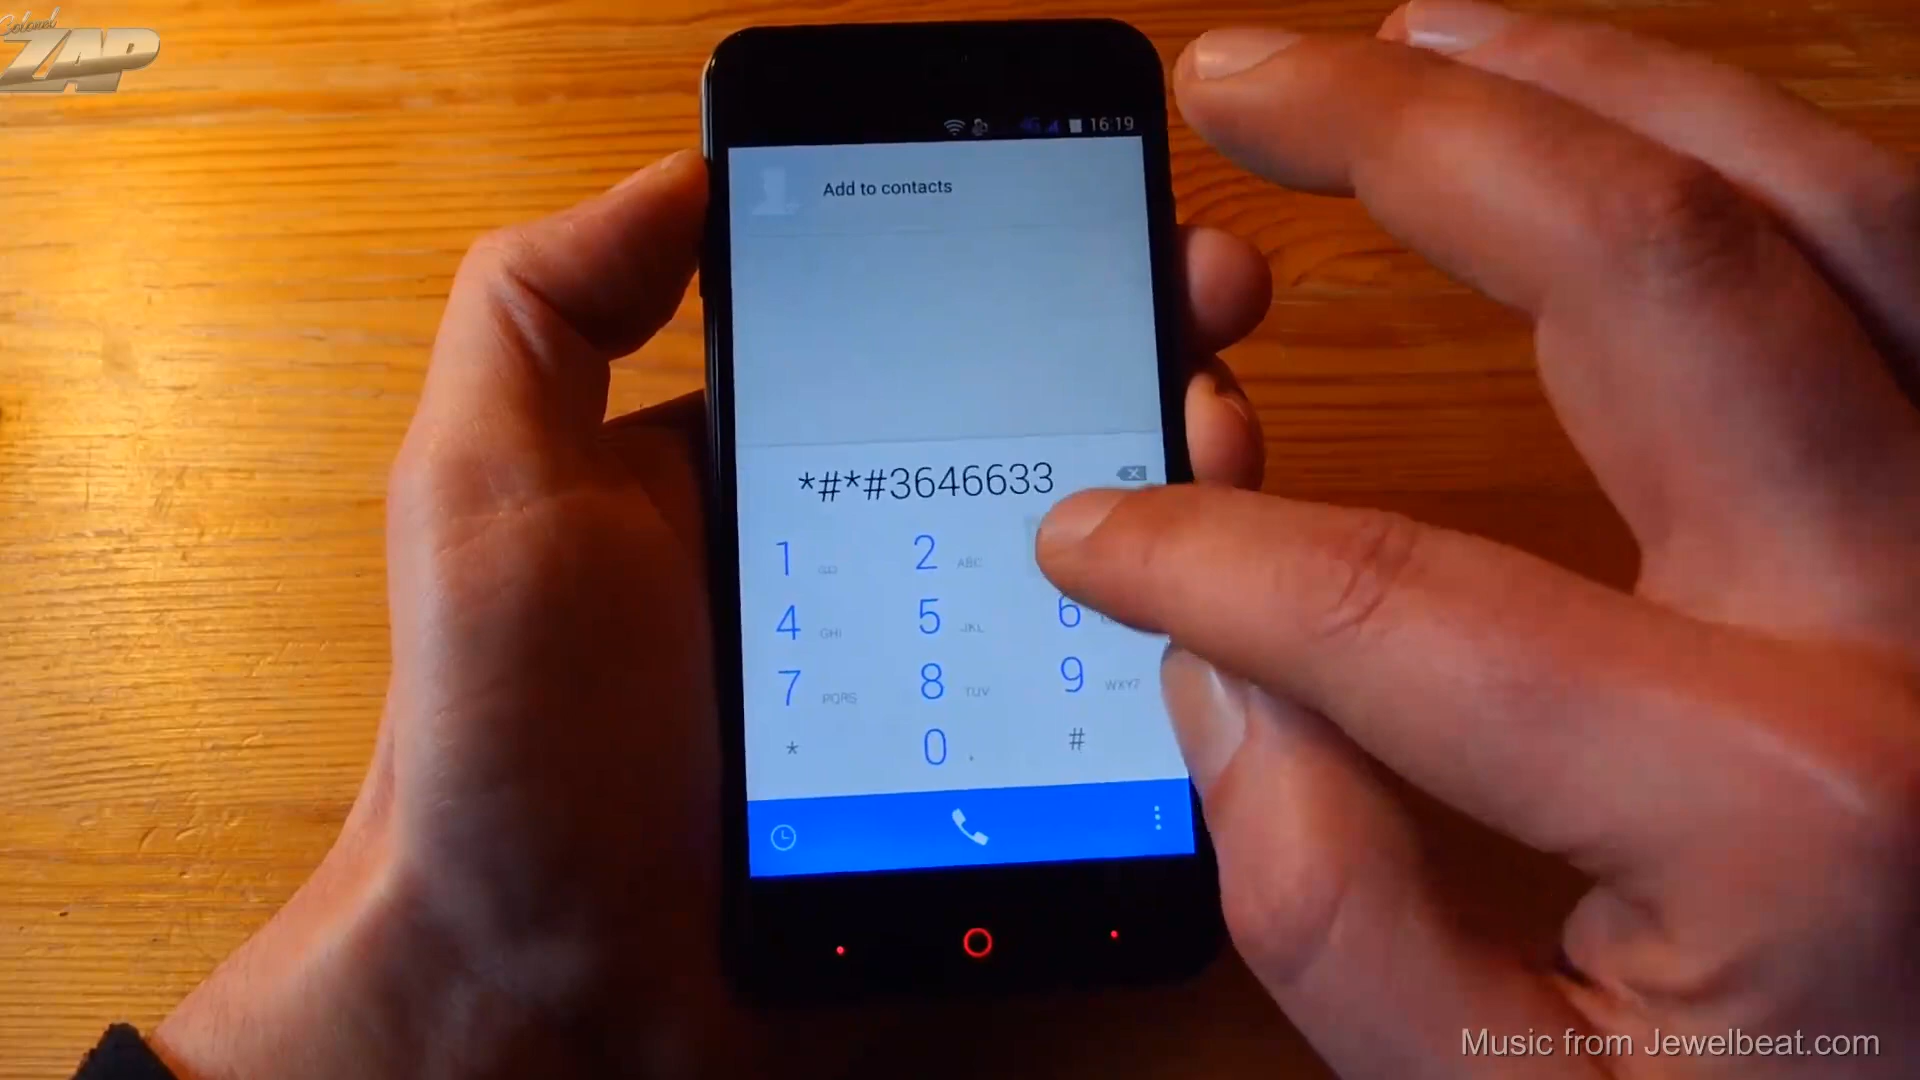 Colonel
ZAP
4G 16:19
Add to contacts
*#*#3646633
1 2 ABC
4 GHI 5 JKL 6
7 PQRS 8 TUV 9 WXYZ
* 0 #
Music from Jewelbeat.com